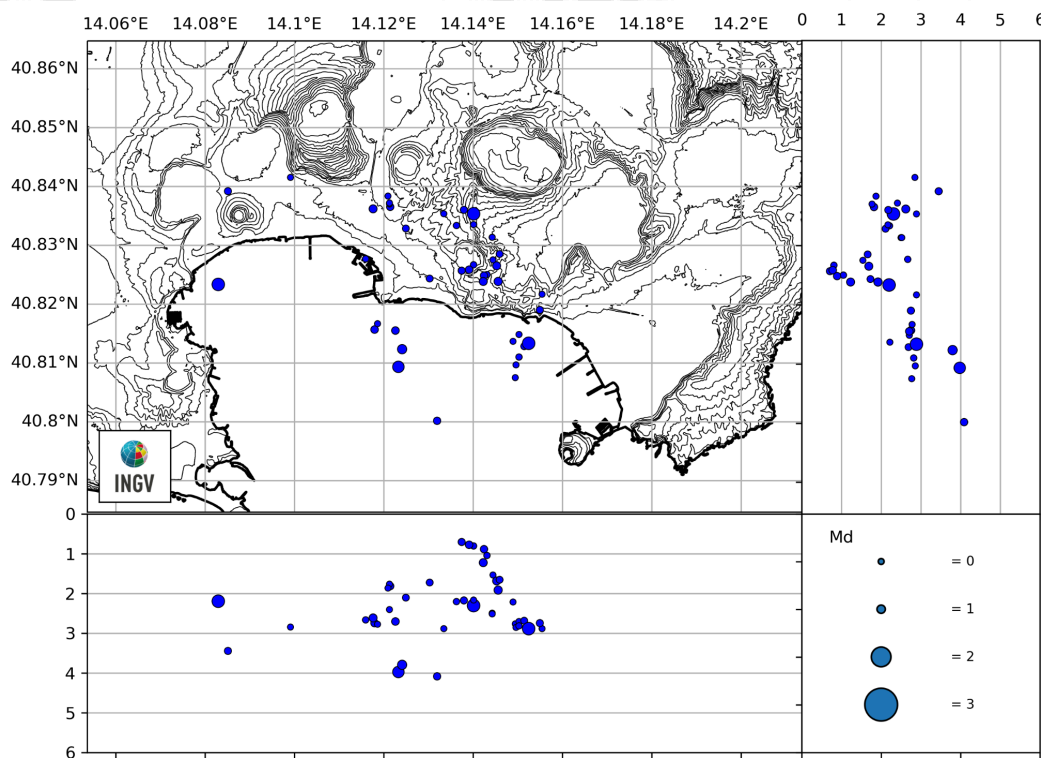 14.06°E 14.08°E 14.1°E 14.12°E 14.14°E 14.16°E 14.18°E 14.2°E 0 1 2 3 4 5 6
40.86°N
40.85°N
40.84°N
40.83°N
40.82°N
40.81°N
40.8°N
40.79°N
INGV
0
1
2
3
4
5
6
Md
= 0
= 1
= 2
= 3